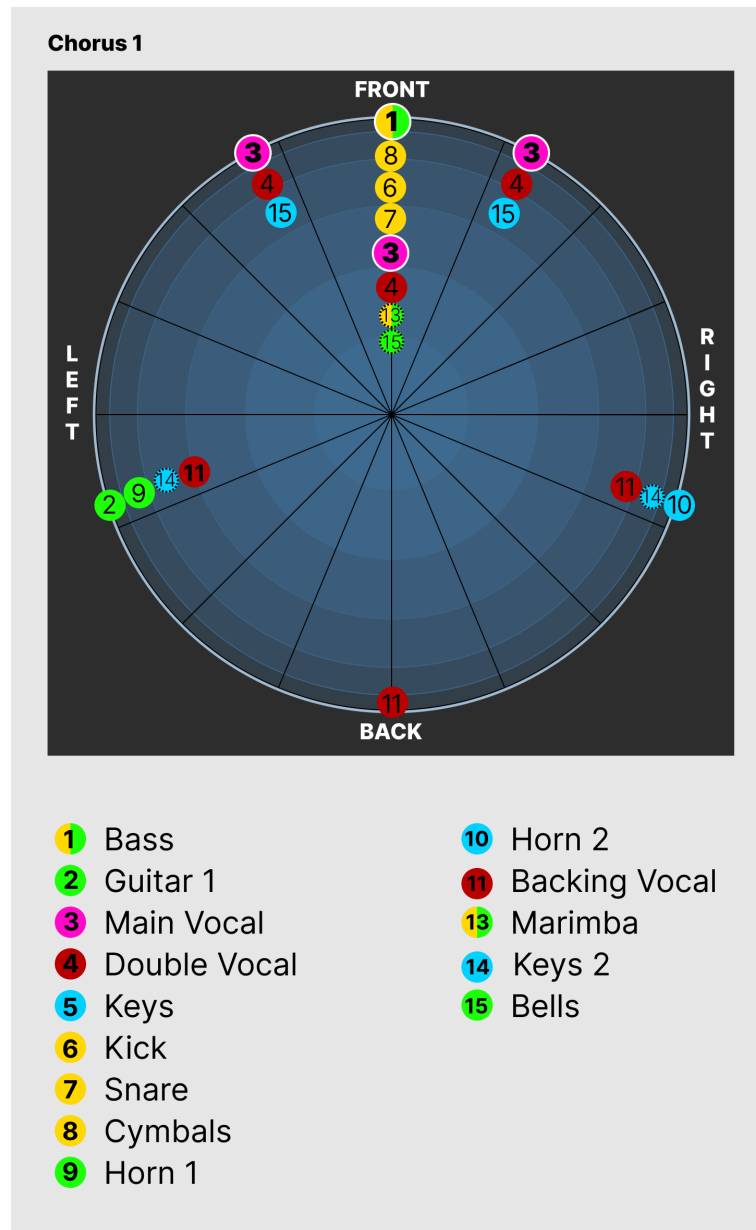 Chorus 1
FRONT
1
3
3
8
4
4
6
15
15
7
3
4
13
15
LEFT
RIGHT
11
14
9
2
11
14
10
11
BACK
1 Bass
2 Guitar 1
3 Main Vocal
4 Double Vocal
5 Keys
6 Kick
7 Snare
8 Cymbals
9 Horn 1
10 Horn 2
11 Backing Vocal
13 Marimba
14 Keys 2
15 Bells